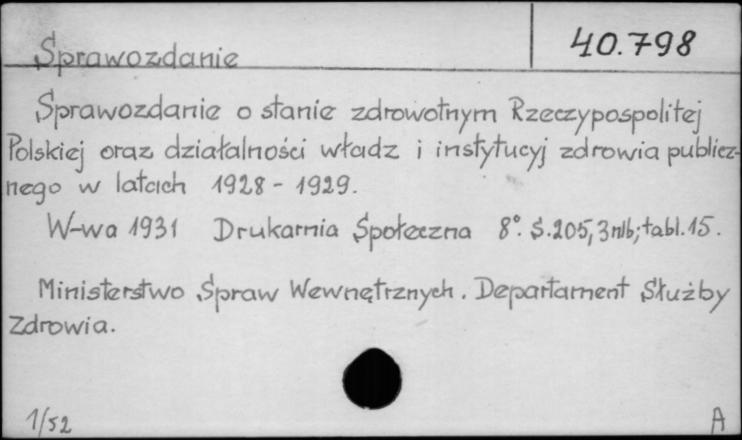 Sprawozdanie 40.798
Sprawozdanie o stanie zdrowotnym Rzeczypospolitej
Polskiej oraz działalności władz i instytucyj zdrowia publicz-
nego w latach 1928-1929.
W-wa 1931 Drukarnia Społeczna 8°. S.205,3nlb;tabl.15.
Ministerstwo Spraw Wewnętrznych. Departament Służby
Zdrowia.
1/52 A